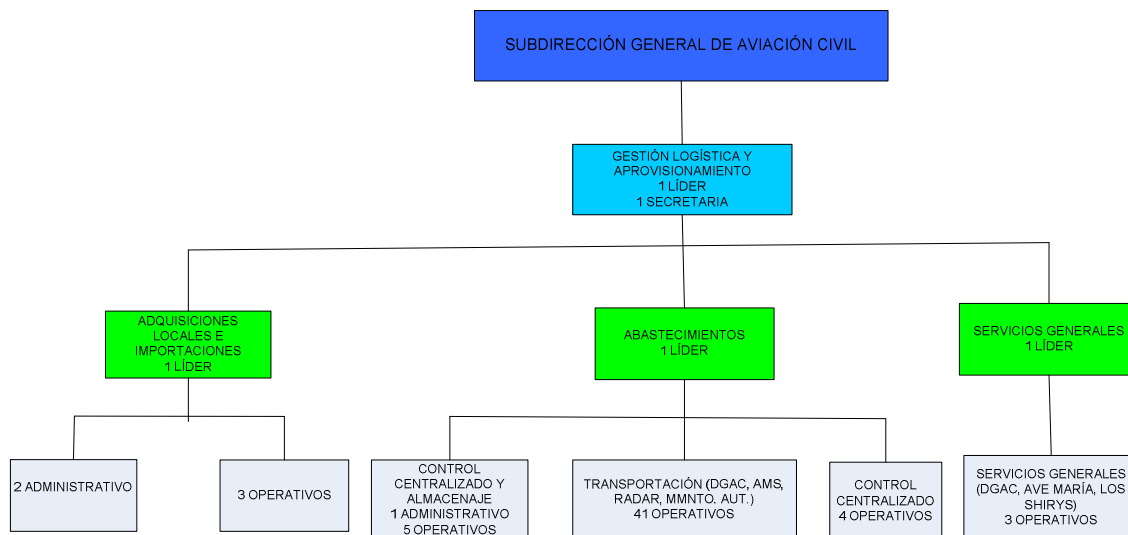 SUBDIRECCIÓN GENERAL DE AVIACIÓN CIVIL
GESTIÓN LOGÍSTICA Y
APROVISIONAMIENTO
1 LÍDER
1 SECRETARIA
ADQUISICIONES
LOCALES E
IMPORTACIONES
1 LÍDER
ABASTECIMIENTOS
1 LÍDER
SERVICIOS GENERALES
1 LÍDER
2 ADMINISTRATIVO
3 OPERATIVOS
CONTROL
CENTRALIZADO Y
ALMACENAJE
1 ADMINISTRATIVO
5 OPERATIVOS
TRANSPORTACIÓN (DGAC, AMS,
RADAR, MMNTO. AUT.)
41 OPERATIVOS
CONTROL
CENTRALIZADO
4 OPERATIVOS
SERVICIOS GENERALES
(DGAC, AVE MARÍA, LOS
SHIRYS)
3 OPERATIVOS